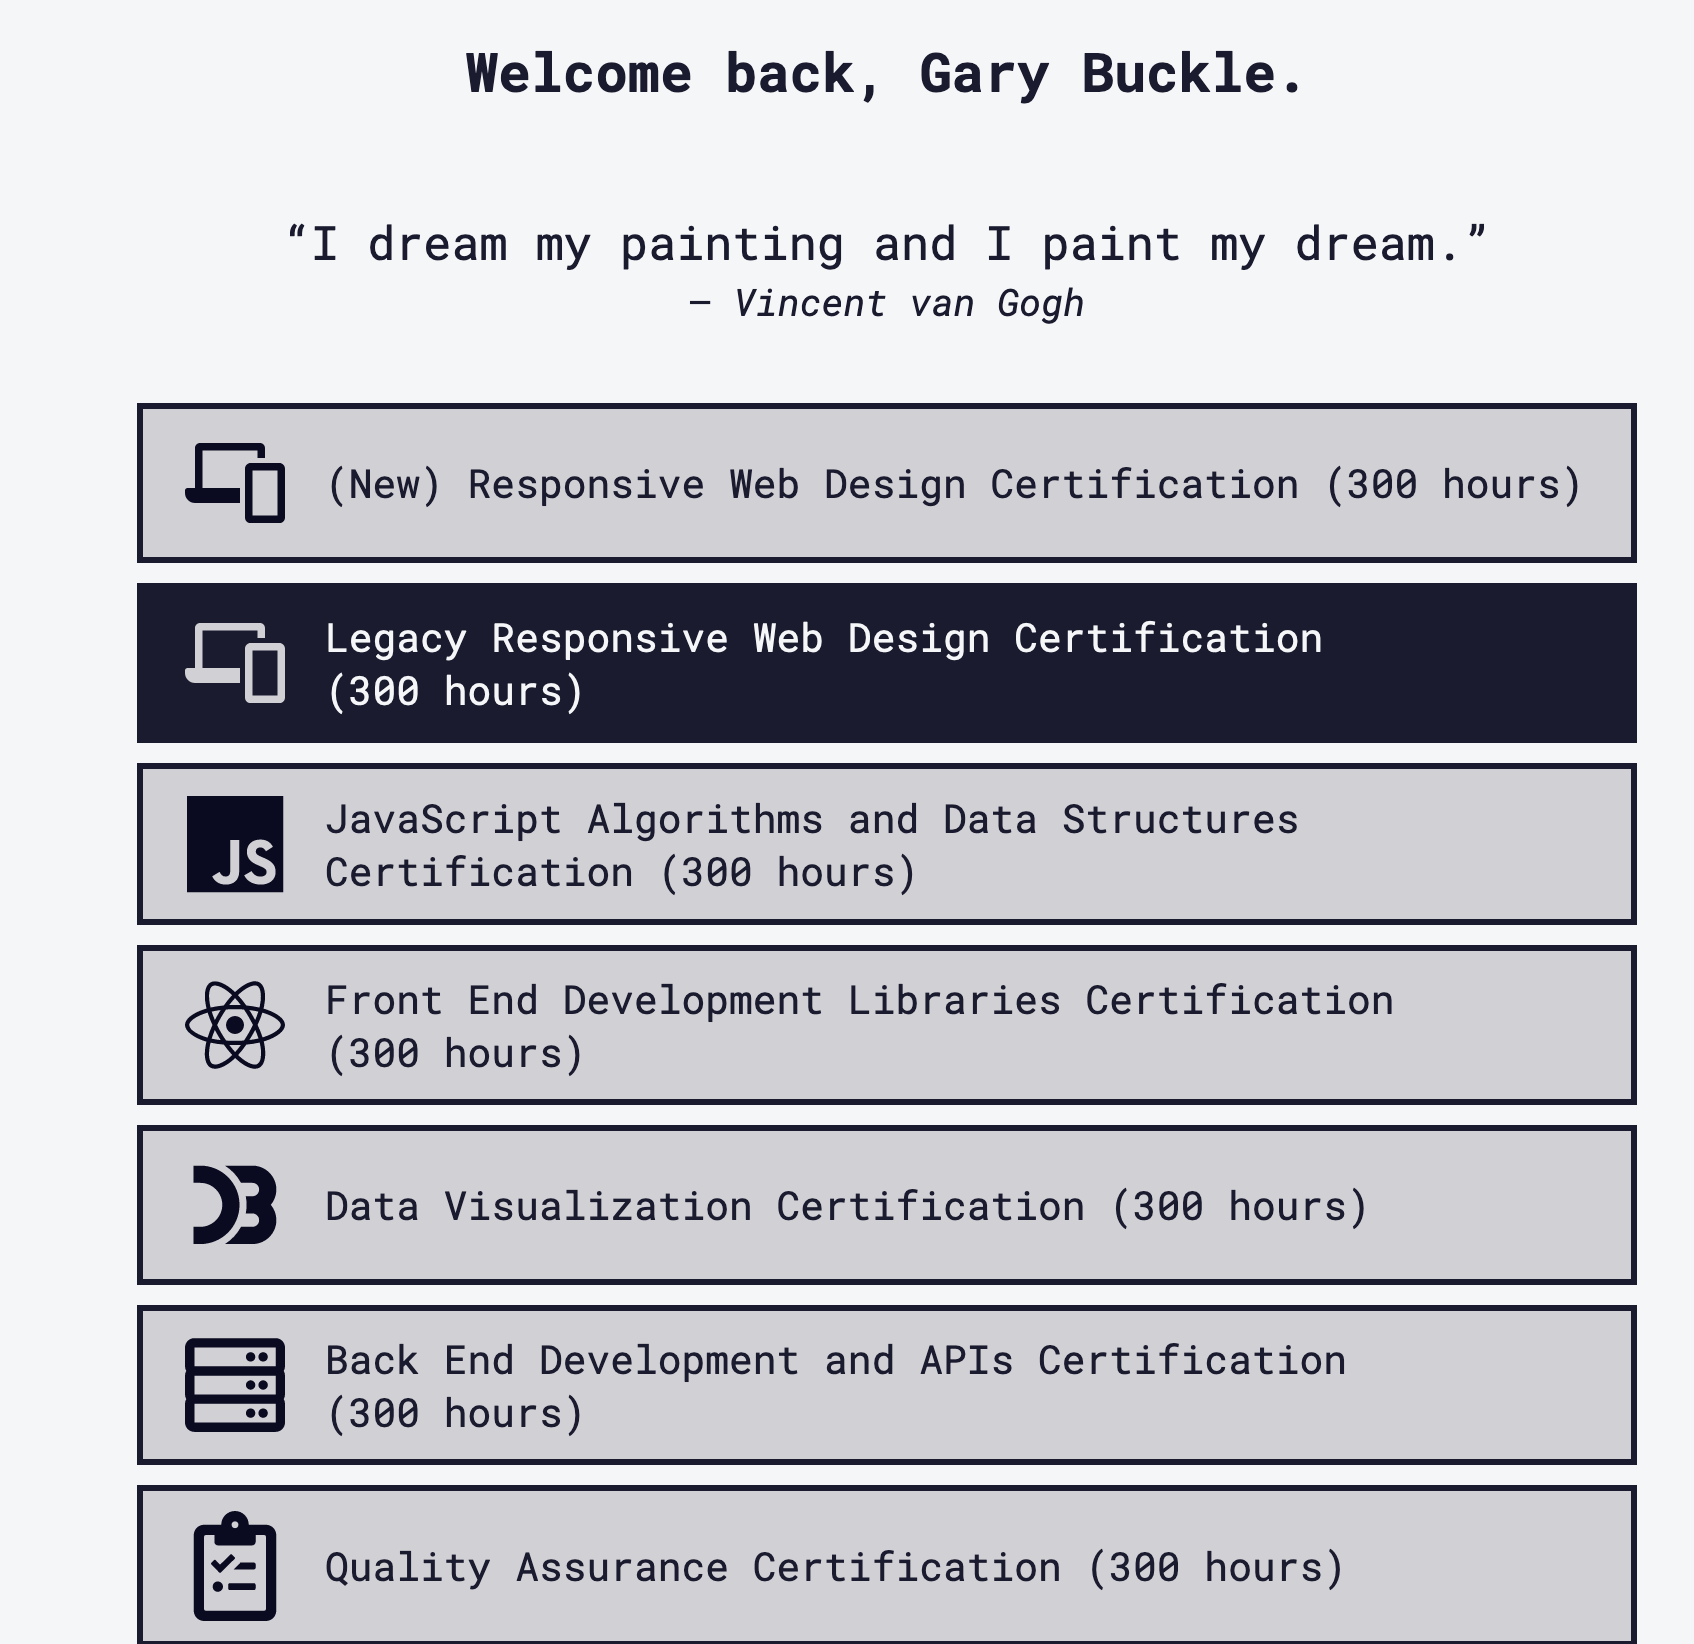 Welcome back, Gary Buckle.
“I dream my painting and I paint my dream.”
— Vincent van Gogh
(New) Responsive Web Design Certification (300 hours)
Legacy Responsive Web Design Certification
(300 hours)
JS
JavaScript Algorithms and Data Structures
Certification (300 hours)
Front End Development Libraries Certification
(300 hours)
Data Visualization Certification (300 hours)
Back End Development and APIs Certification
(300 hours)
Quality Assurance Certification (300 hours)